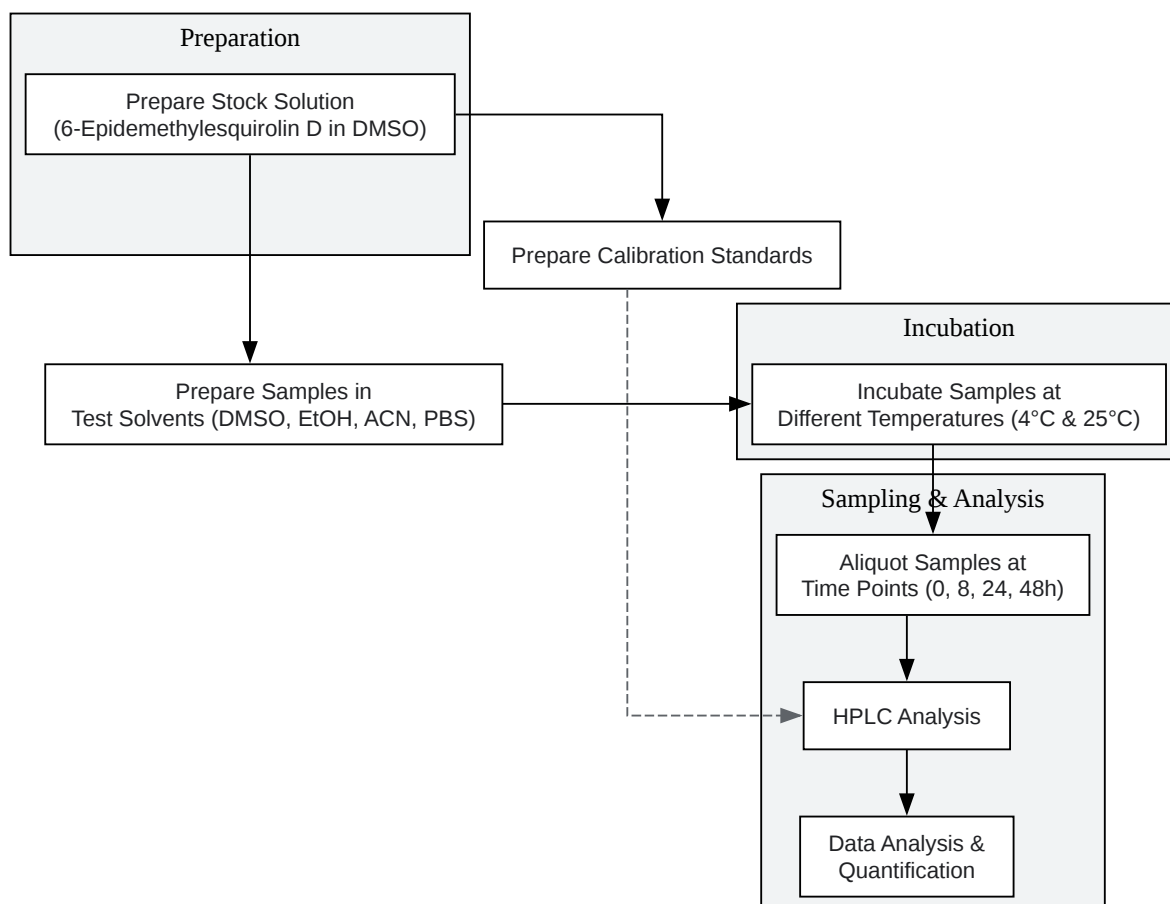 Preparation
Prepare Stock Solution
(6-Epidemethylesquirolin D in DMSO)
Prepare Calibration Standards
Incubation
Prepare Samples in
Test Solvents (DMSO, EtOH, ACN, PBS)
Incubate Samples at
Different Temperatures (4°C & 25°C)
Sampling & Analysis
Aliquot Samples at
Time Points (0, 8, 24, 48h)
HPLC Analysis
Data Analysis &
Quantification